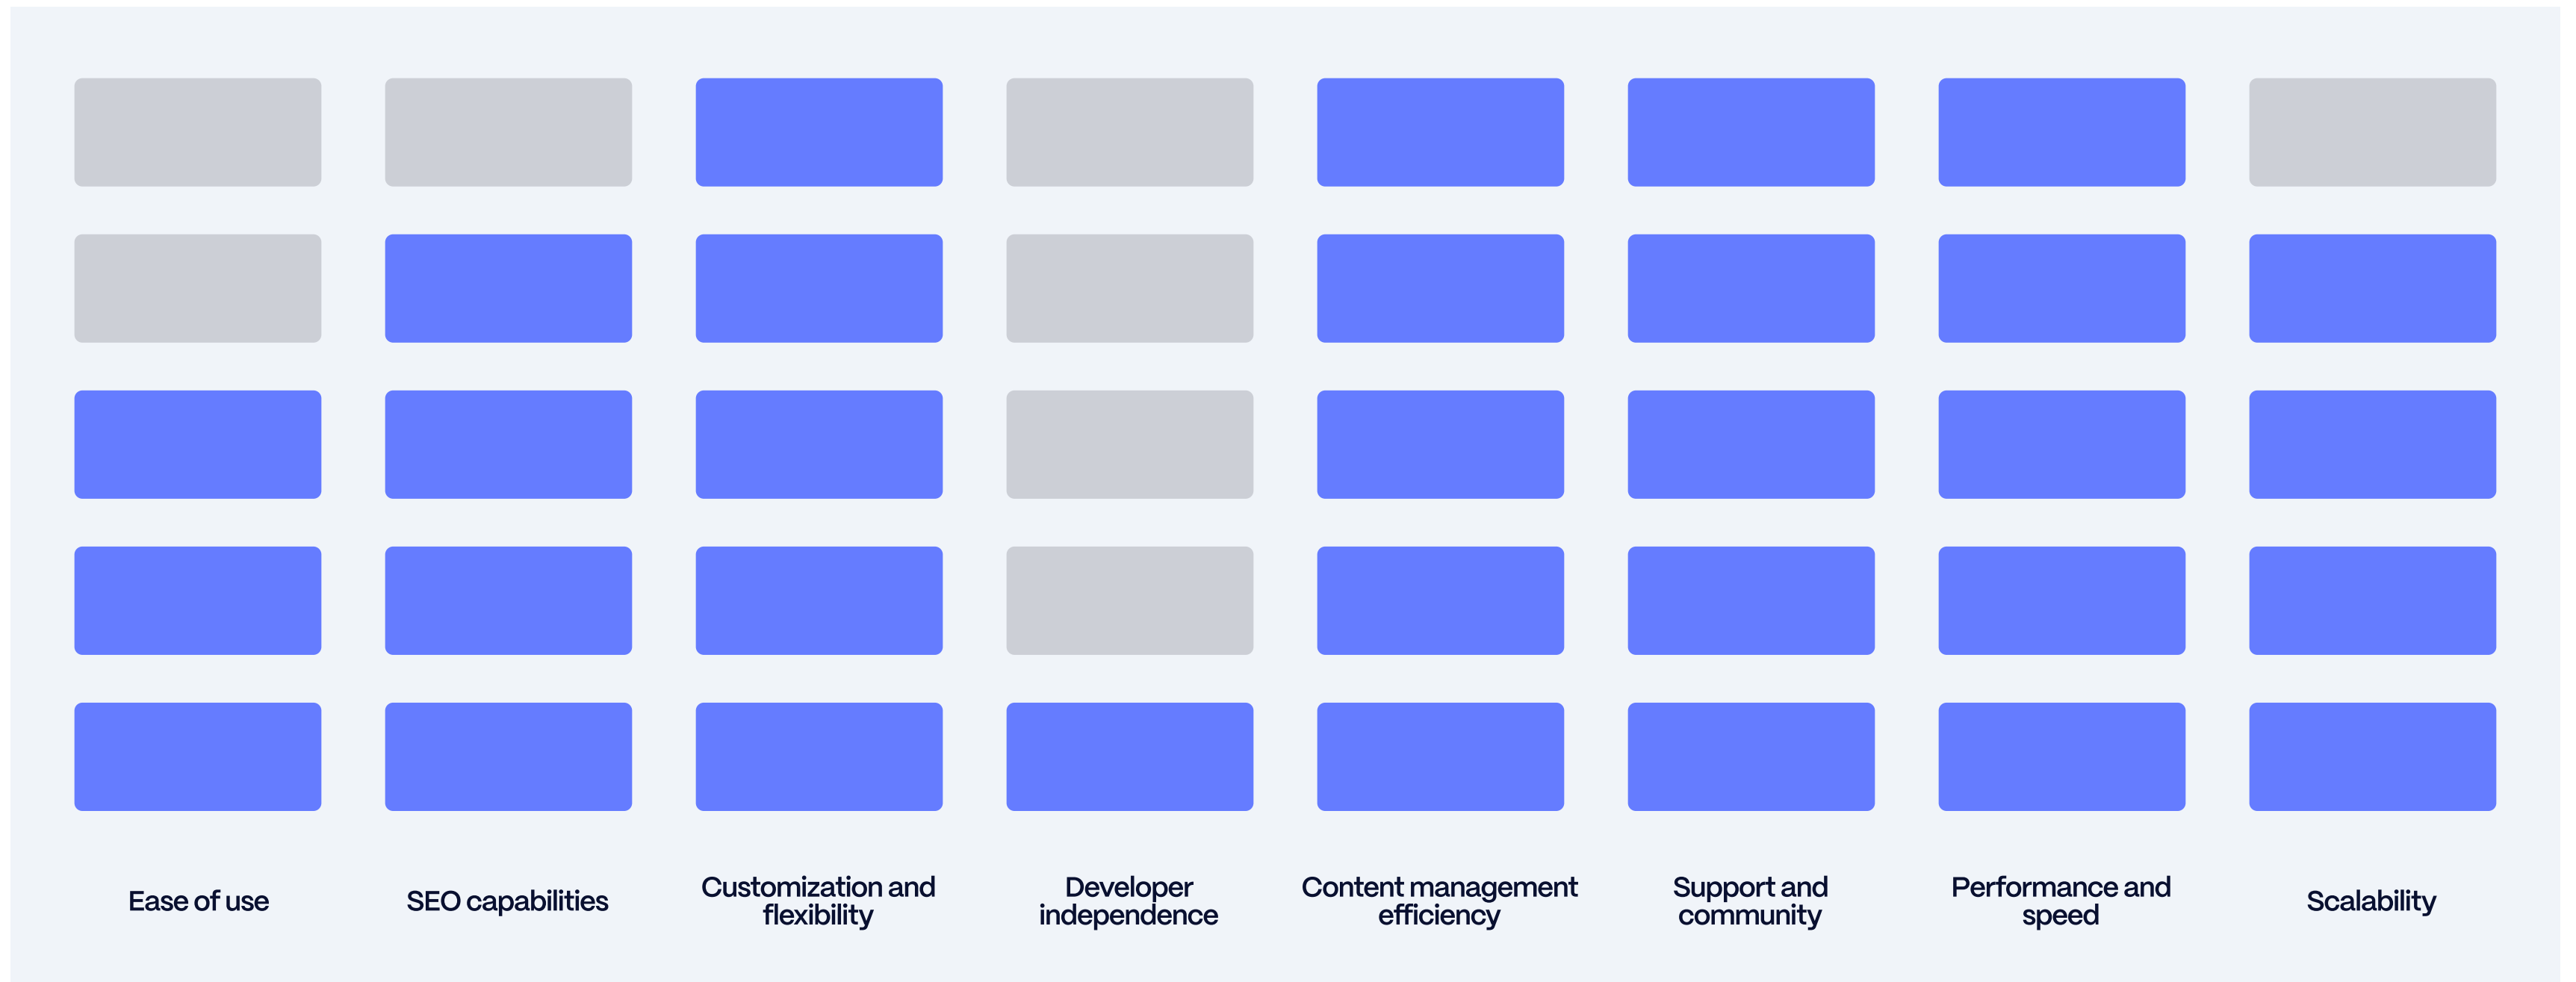 Ease of use
SEO capabilities
Customization and
flexibility
Developer
independence
Content management
efficiency
Support and
community
Performance and
speed
Scalability